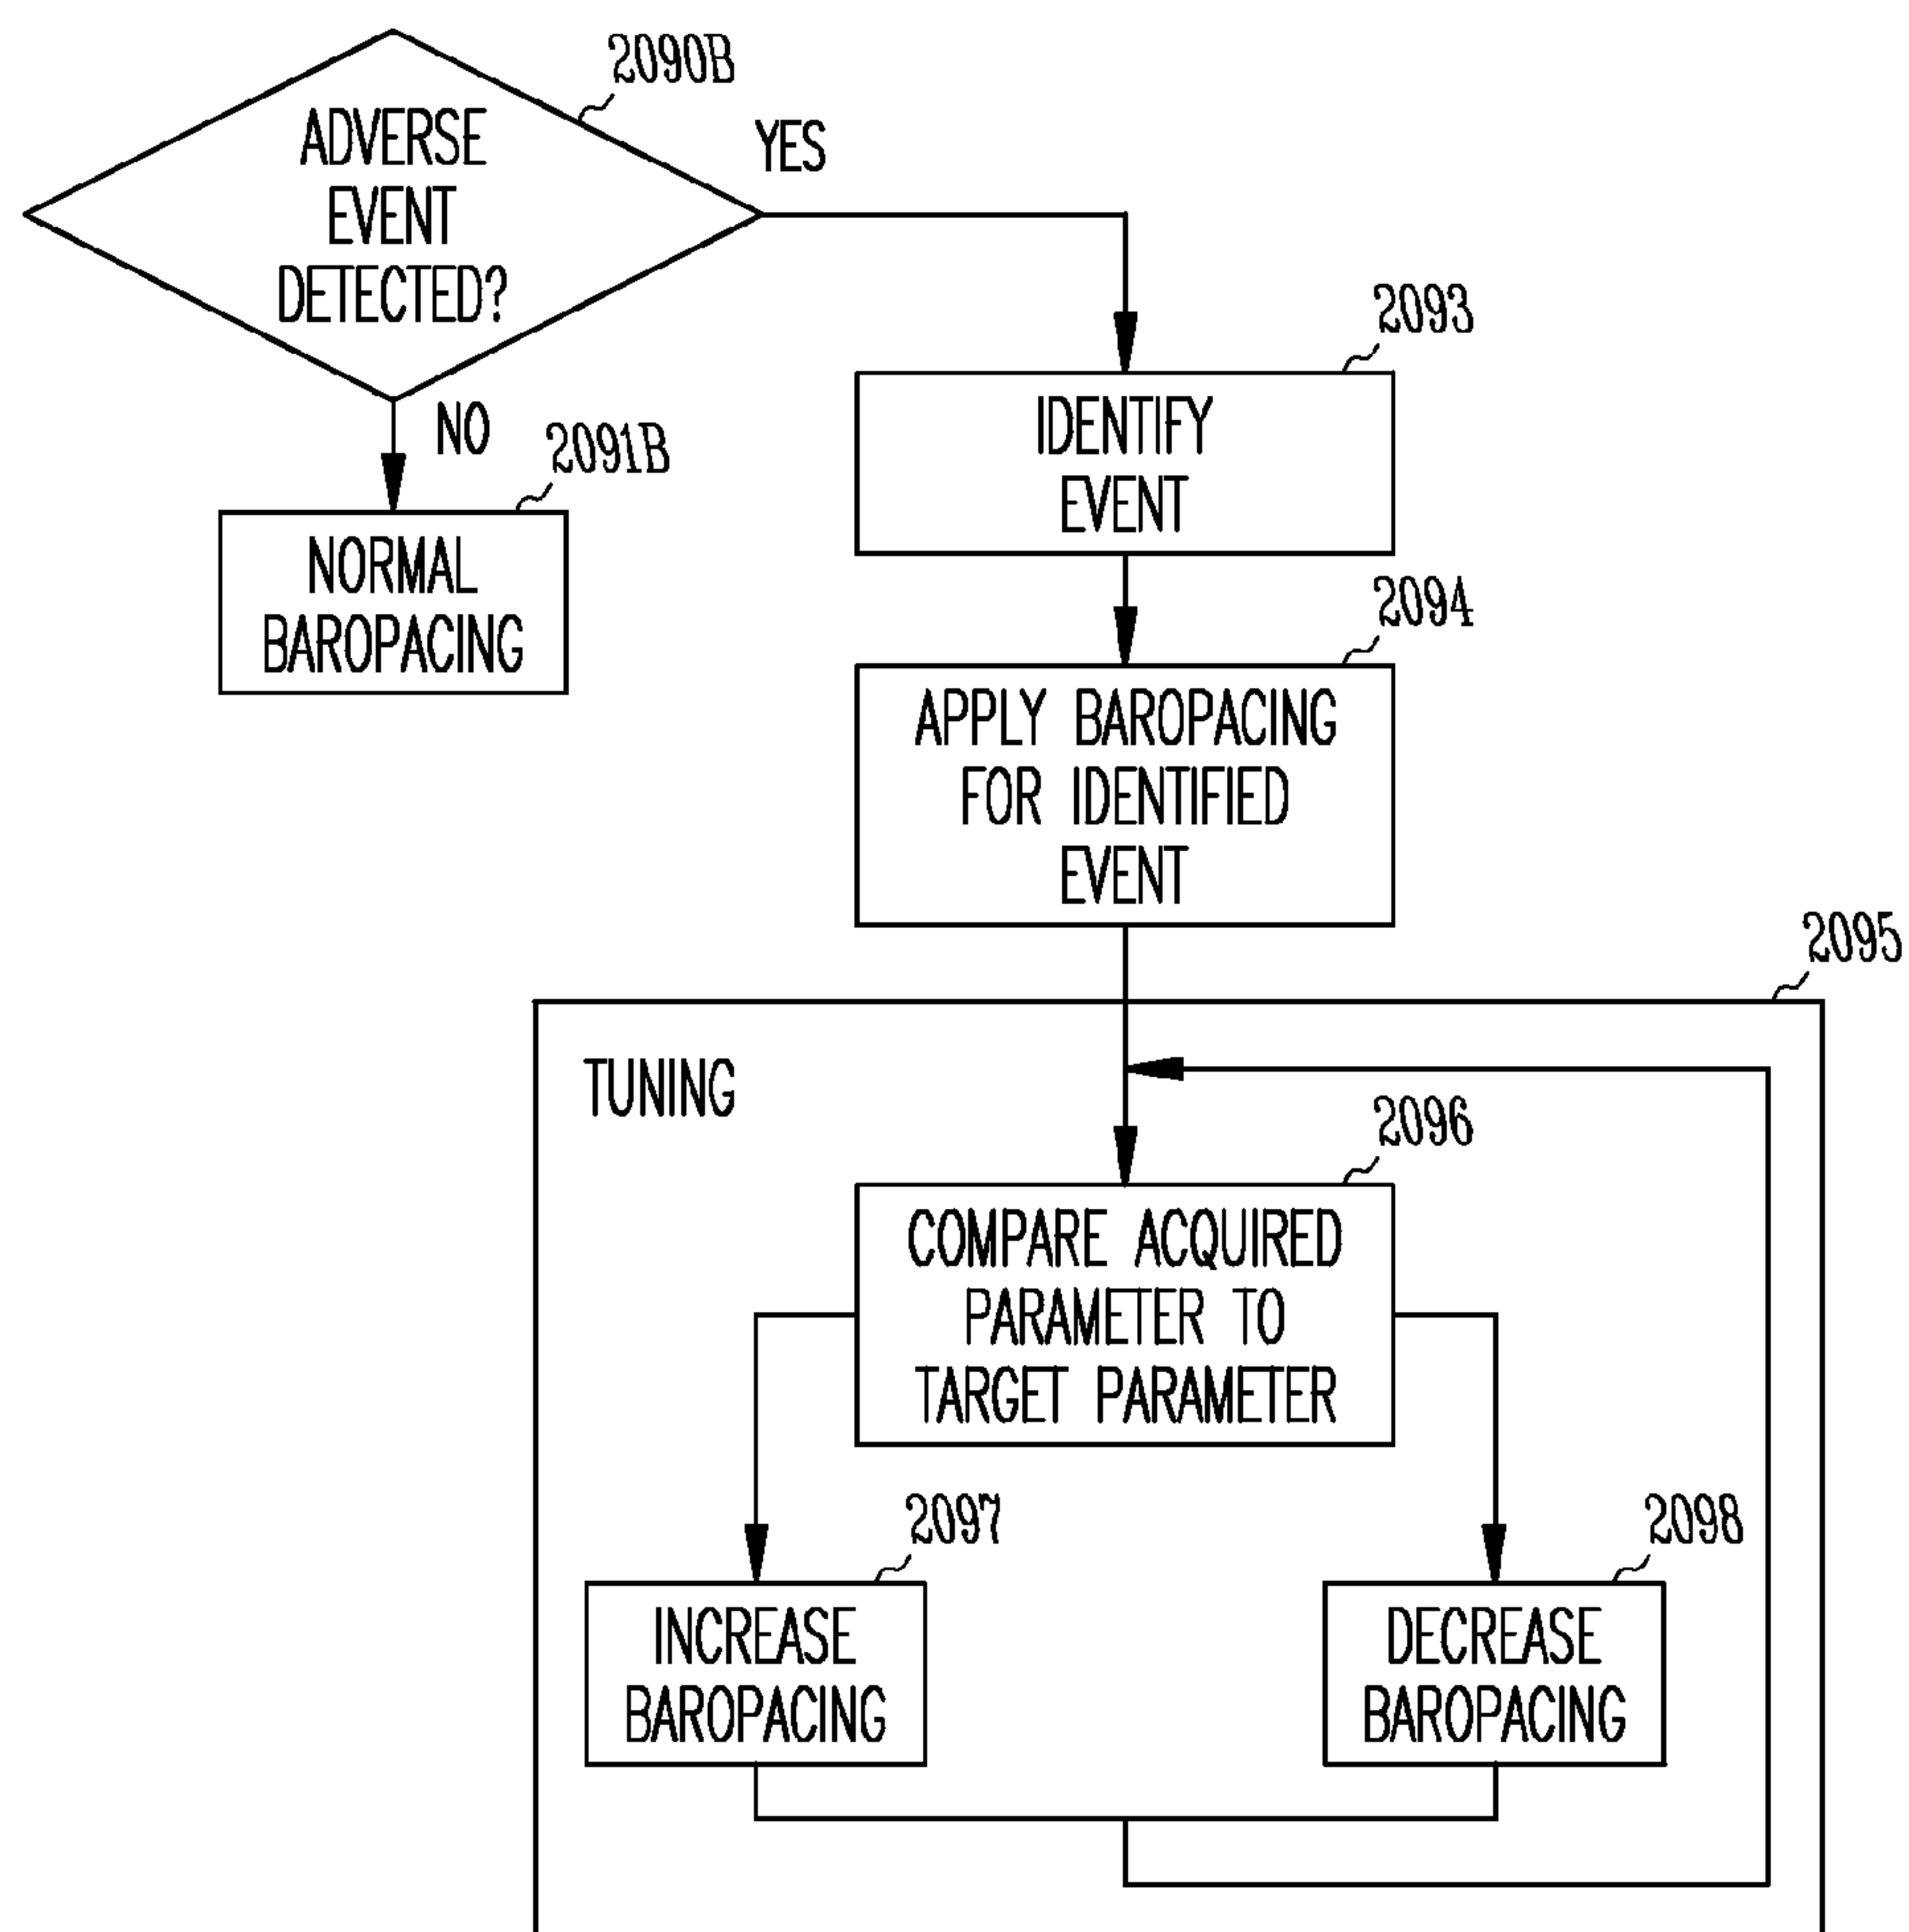 2090B
ADVERSE
EVENT
DETECTED?
YES
NO
2091B
NORMAL
BAROPACING
2093
IDENTIFY
EVENT
2094
APPLY BAROPACING
FOR IDENTIFIED
EVENT
2095
TUNING
2096
COMPARE ACQUIRED
PARAMETER TO
TARGET PARAMETER
2097
INCREASE
BAROPACING
2098
DECREASE
BAROPACING